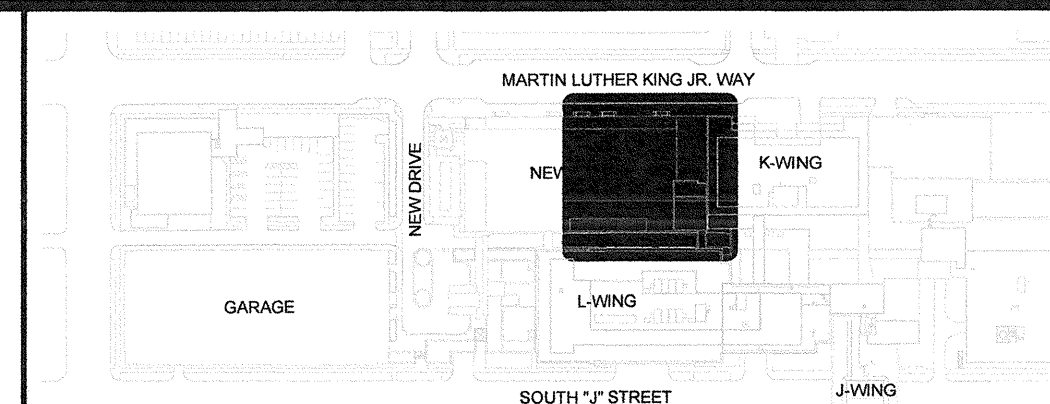 MARTIN LUTHER KING JR. WAY
NEW DRIVE
NEW
K-WING
GARAGE
L-WING
SOUTH "J" STREET
J-WING